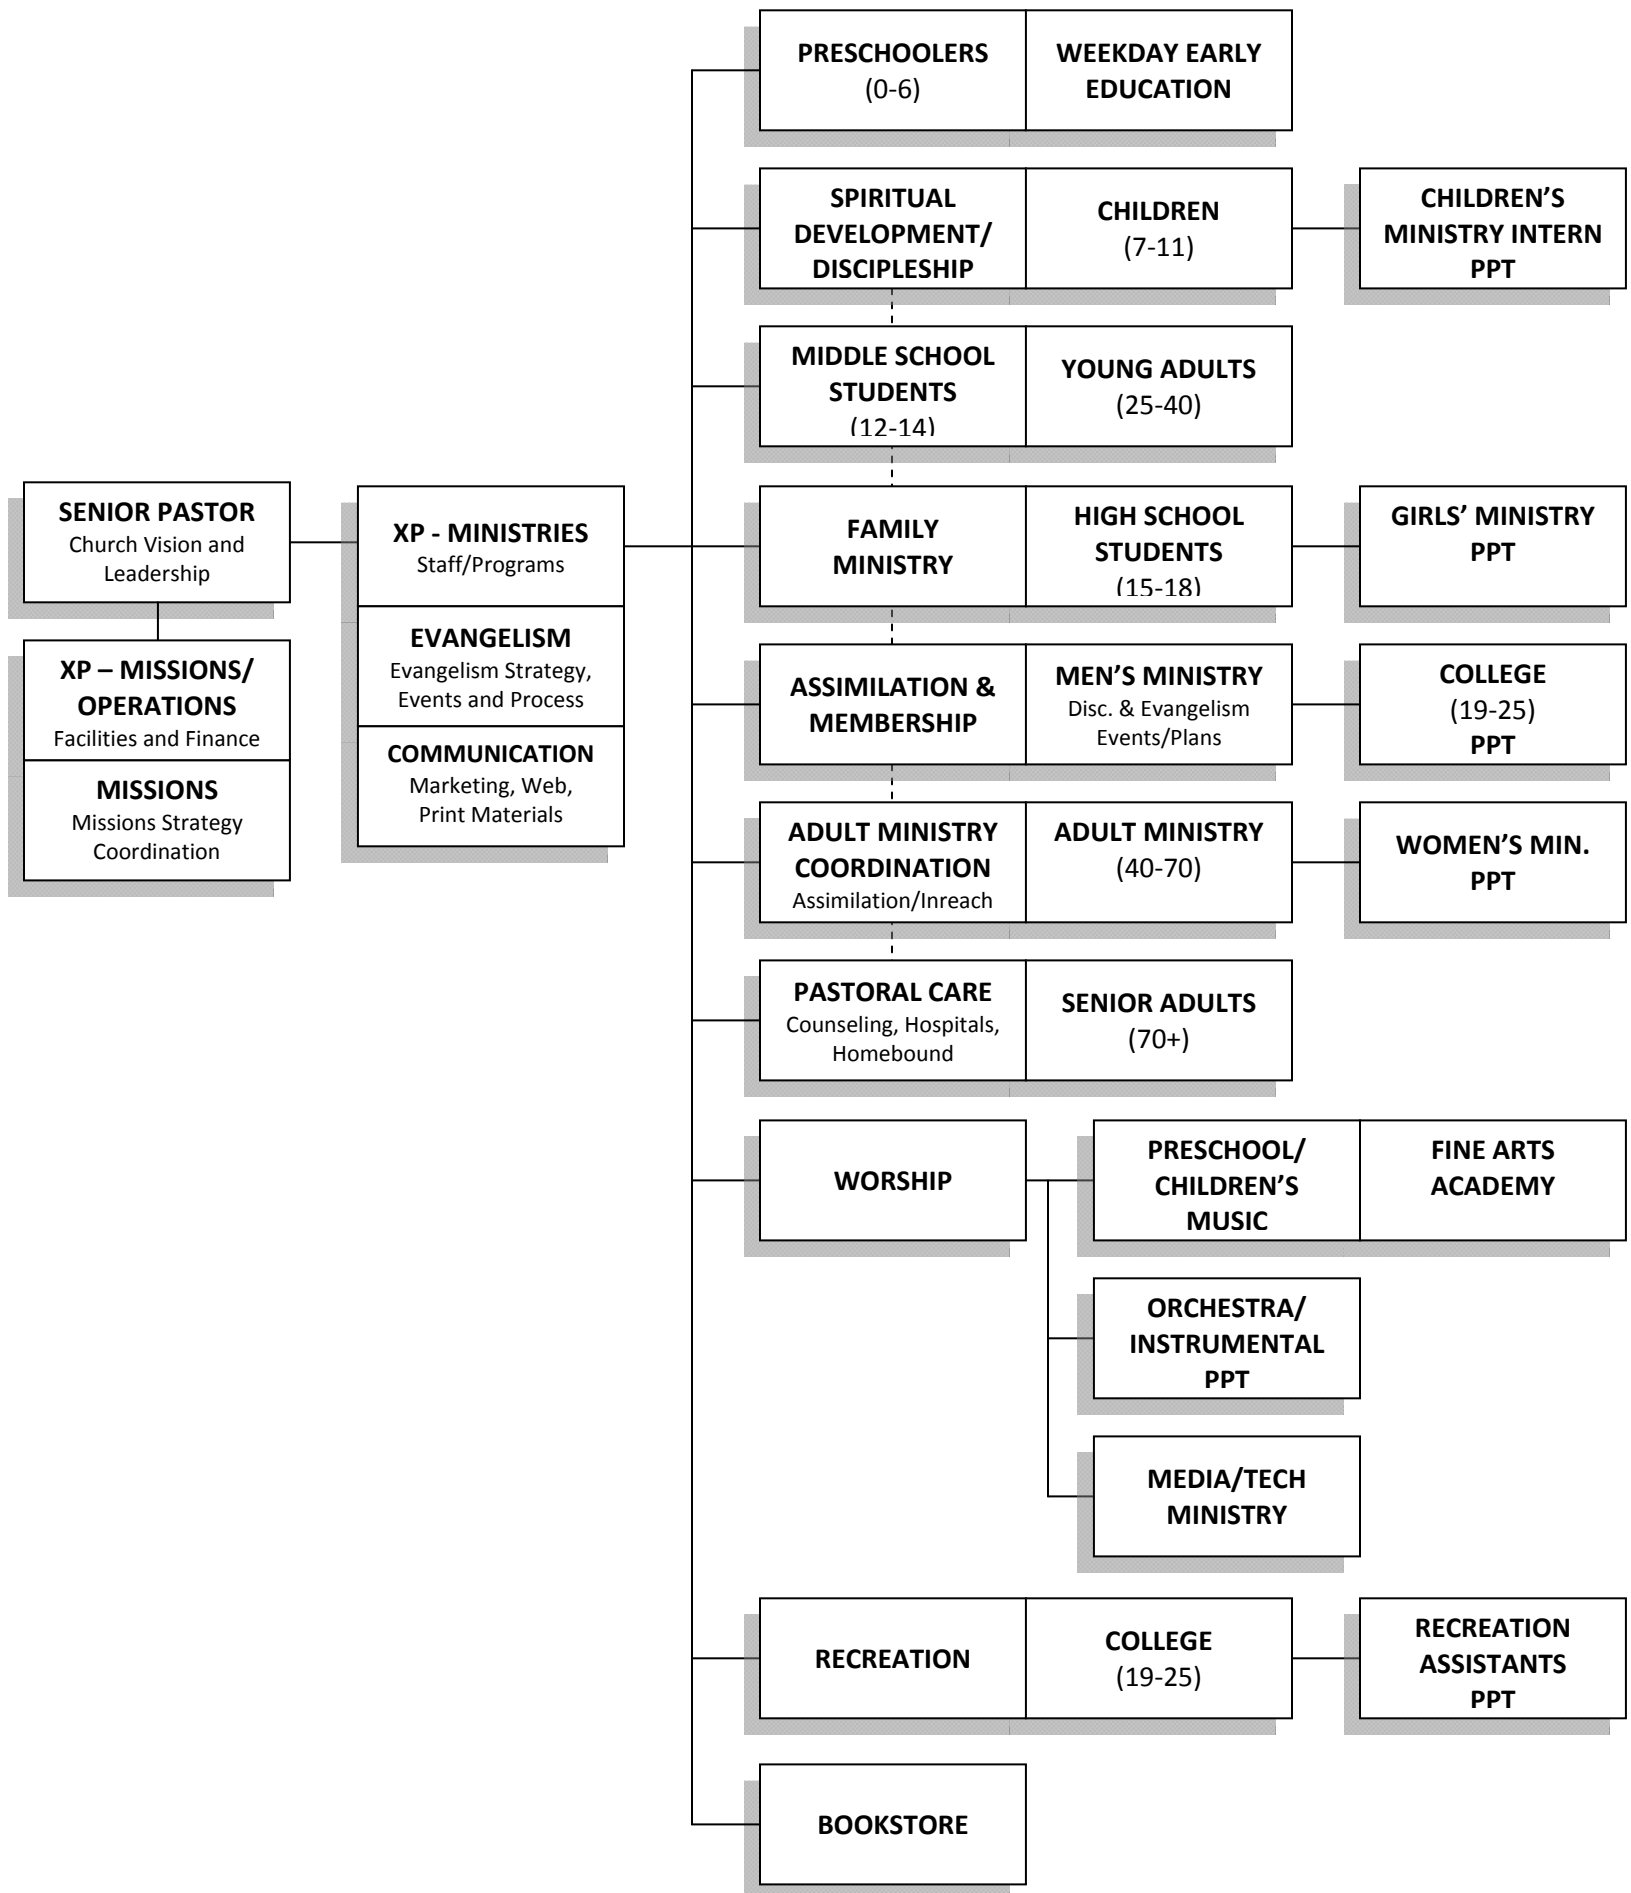 PRESCHOOLERS
(0-6)
WEEKDAY EARLY
EDUCATION
SPIRITUAL
DEVELOPMENT/
DISCIPLESHIP
CHILDREN
(7-11)
CHILDREN’S
MINISTRY INTERN
PPT
MIDDLE SCHOOL
STUDENTS
(12-14)
YOUNG ADULTS
(25-40)
SENIOR PASTOR
Church Vision and
Leadership
XP - MINISTRIES
Staff/Programs
FAMILY
MINISTRY
HIGH SCHOOL
STUDENTS
(15-18)
GIRLS’ MINISTRY
PPT
XP – MISSIONS/
OPERATIONS
Facilities and Finance
EVANGELISM
Evangelism Strategy,
Events and Process
ASSIMILATION &
MEMBERSHIP
MEN’S MINISTRY
Disc. & Evangelism
Events/Plans
COLLEGE
(19-25)
PPT
MISSIONS
Missions Strategy
Coordination
COMMUNICATION
Marketing, Web,
Print Materials
ADULT MINISTRY
COORDINATION
Assimilation/Inreach
ADULT MINISTRY
(40-70)
WOMEN’S MIN.
PPT
PASTORAL CARE
Counseling, Hospitals,
Homebound
SENIOR ADULTS
(70+)
WORSHIP
PRESCHOOL/
CHILDREN’S
MUSIC
FINE ARTS
ACADEMY
ORCHESTRA/
INSTRUMENTAL
PPT
MEDIA/TECH
MINISTRY
RECREATION
COLLEGE
(19-25)
RECREATION
ASSISTANTS
PPT
BOOKSTORE